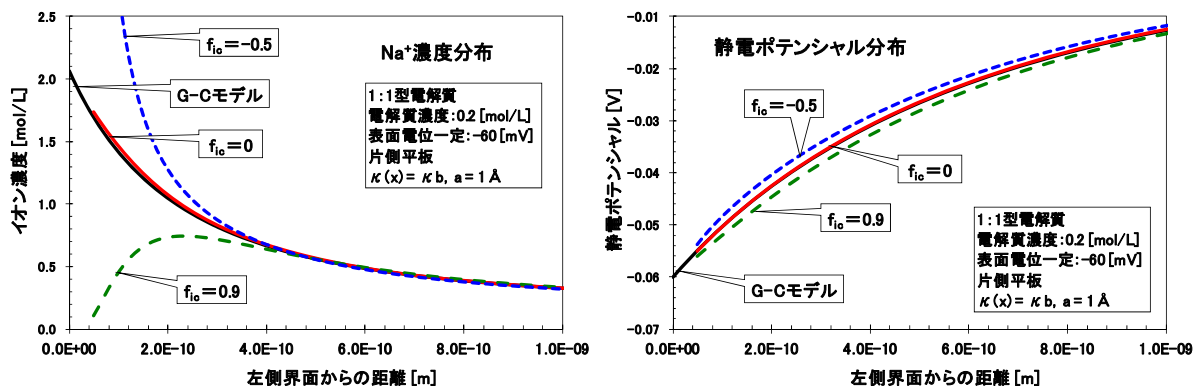 イオン濃度 [mol/L]
2.5
2.0
1.5
1.0
0.5
0.0
0.0E+00
2.0E-10
4.0E-10
6.0E-10
8.0E-10
1.0E-09
左側界面からの距離 [m]
Na⁺濃度分布
fic=-0.5
G-Cモデル
fic=0
fic=0.9
1:1型電解質
電解質濃度:0.2 [mol/L]
表面電位一定:-60 [mV]
片側平板
κ(x)= κb, a=1 Å
静電ポテンシャル [V]
-0.01
-0.02
-0.03
-0.04
-0.05
-0.06
-0.07
0.0E+00
2.0E-10
4.0E-10
6.0E-10
8.0E-10
1.0E-09
左側界面からの距離 [m]
静電ポテンシャル分布
fic=-0.5
fic=0
fic=0.9
G-Cモデル
1:1型電解質
電解質濃度:0.2 [mol/L]
表面電位一定:-60 [mV]
片側平板
κ(x)= κb, a=1 Å